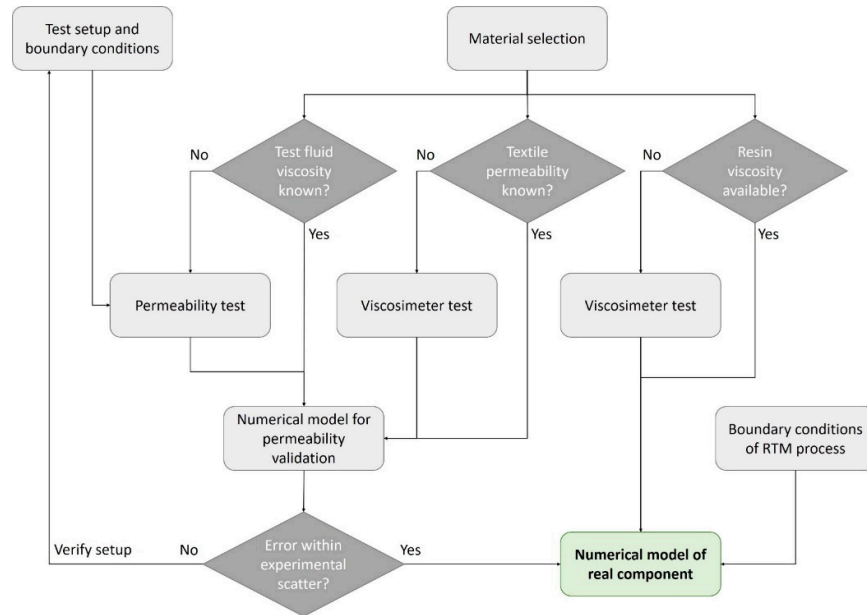 Test setup and
boundary conditions
Material selection
No
Test fluid
viscosity
known?
Yes
No
Textile
permeability
known?
Yes
No
Resin
viscosity
available?
Yes
Permeability test
Viscosimeter test
Viscosimeter test
Numerical model for
permeability
validation
Boundary conditions
of RTM process
Verify setup
No
Error within
experimental
scatter?
Yes
Numerical model of
real component